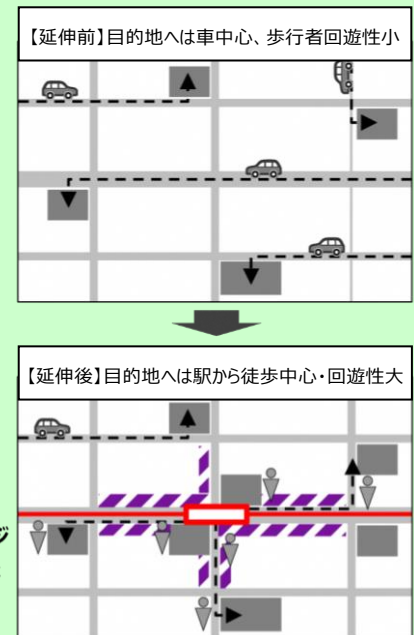 【延伸前】目的地へは車中心、歩行者回遊性小
【延伸後】目的地へは駅から徒歩中心・回遊性大
ジ